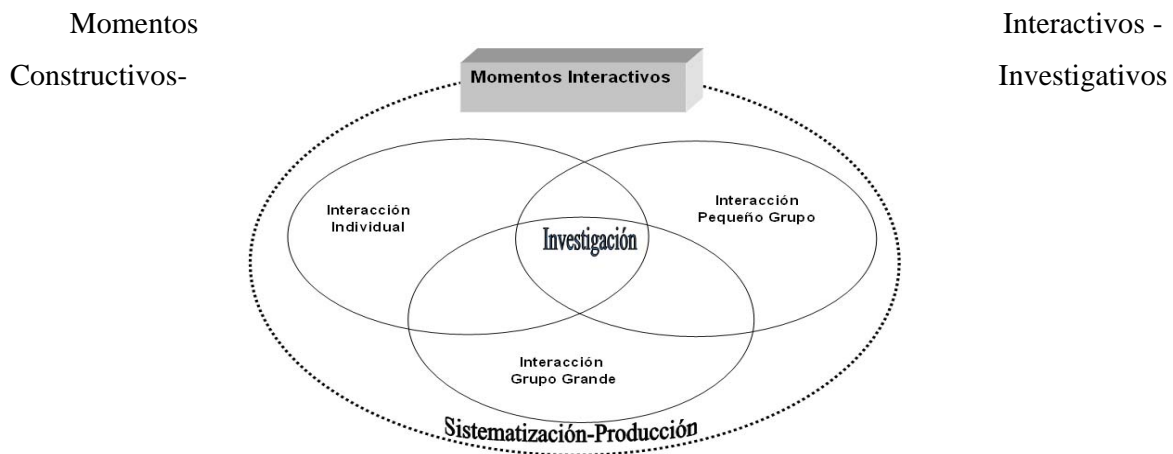 Momentos Interactivos -
Constructivos- Investigativos
Momentos Interactivos
Interacción
Individual
Interacción
Pequeño Grupo
Investigación
Interacción
Grupo Grande
Sistematización-Producción